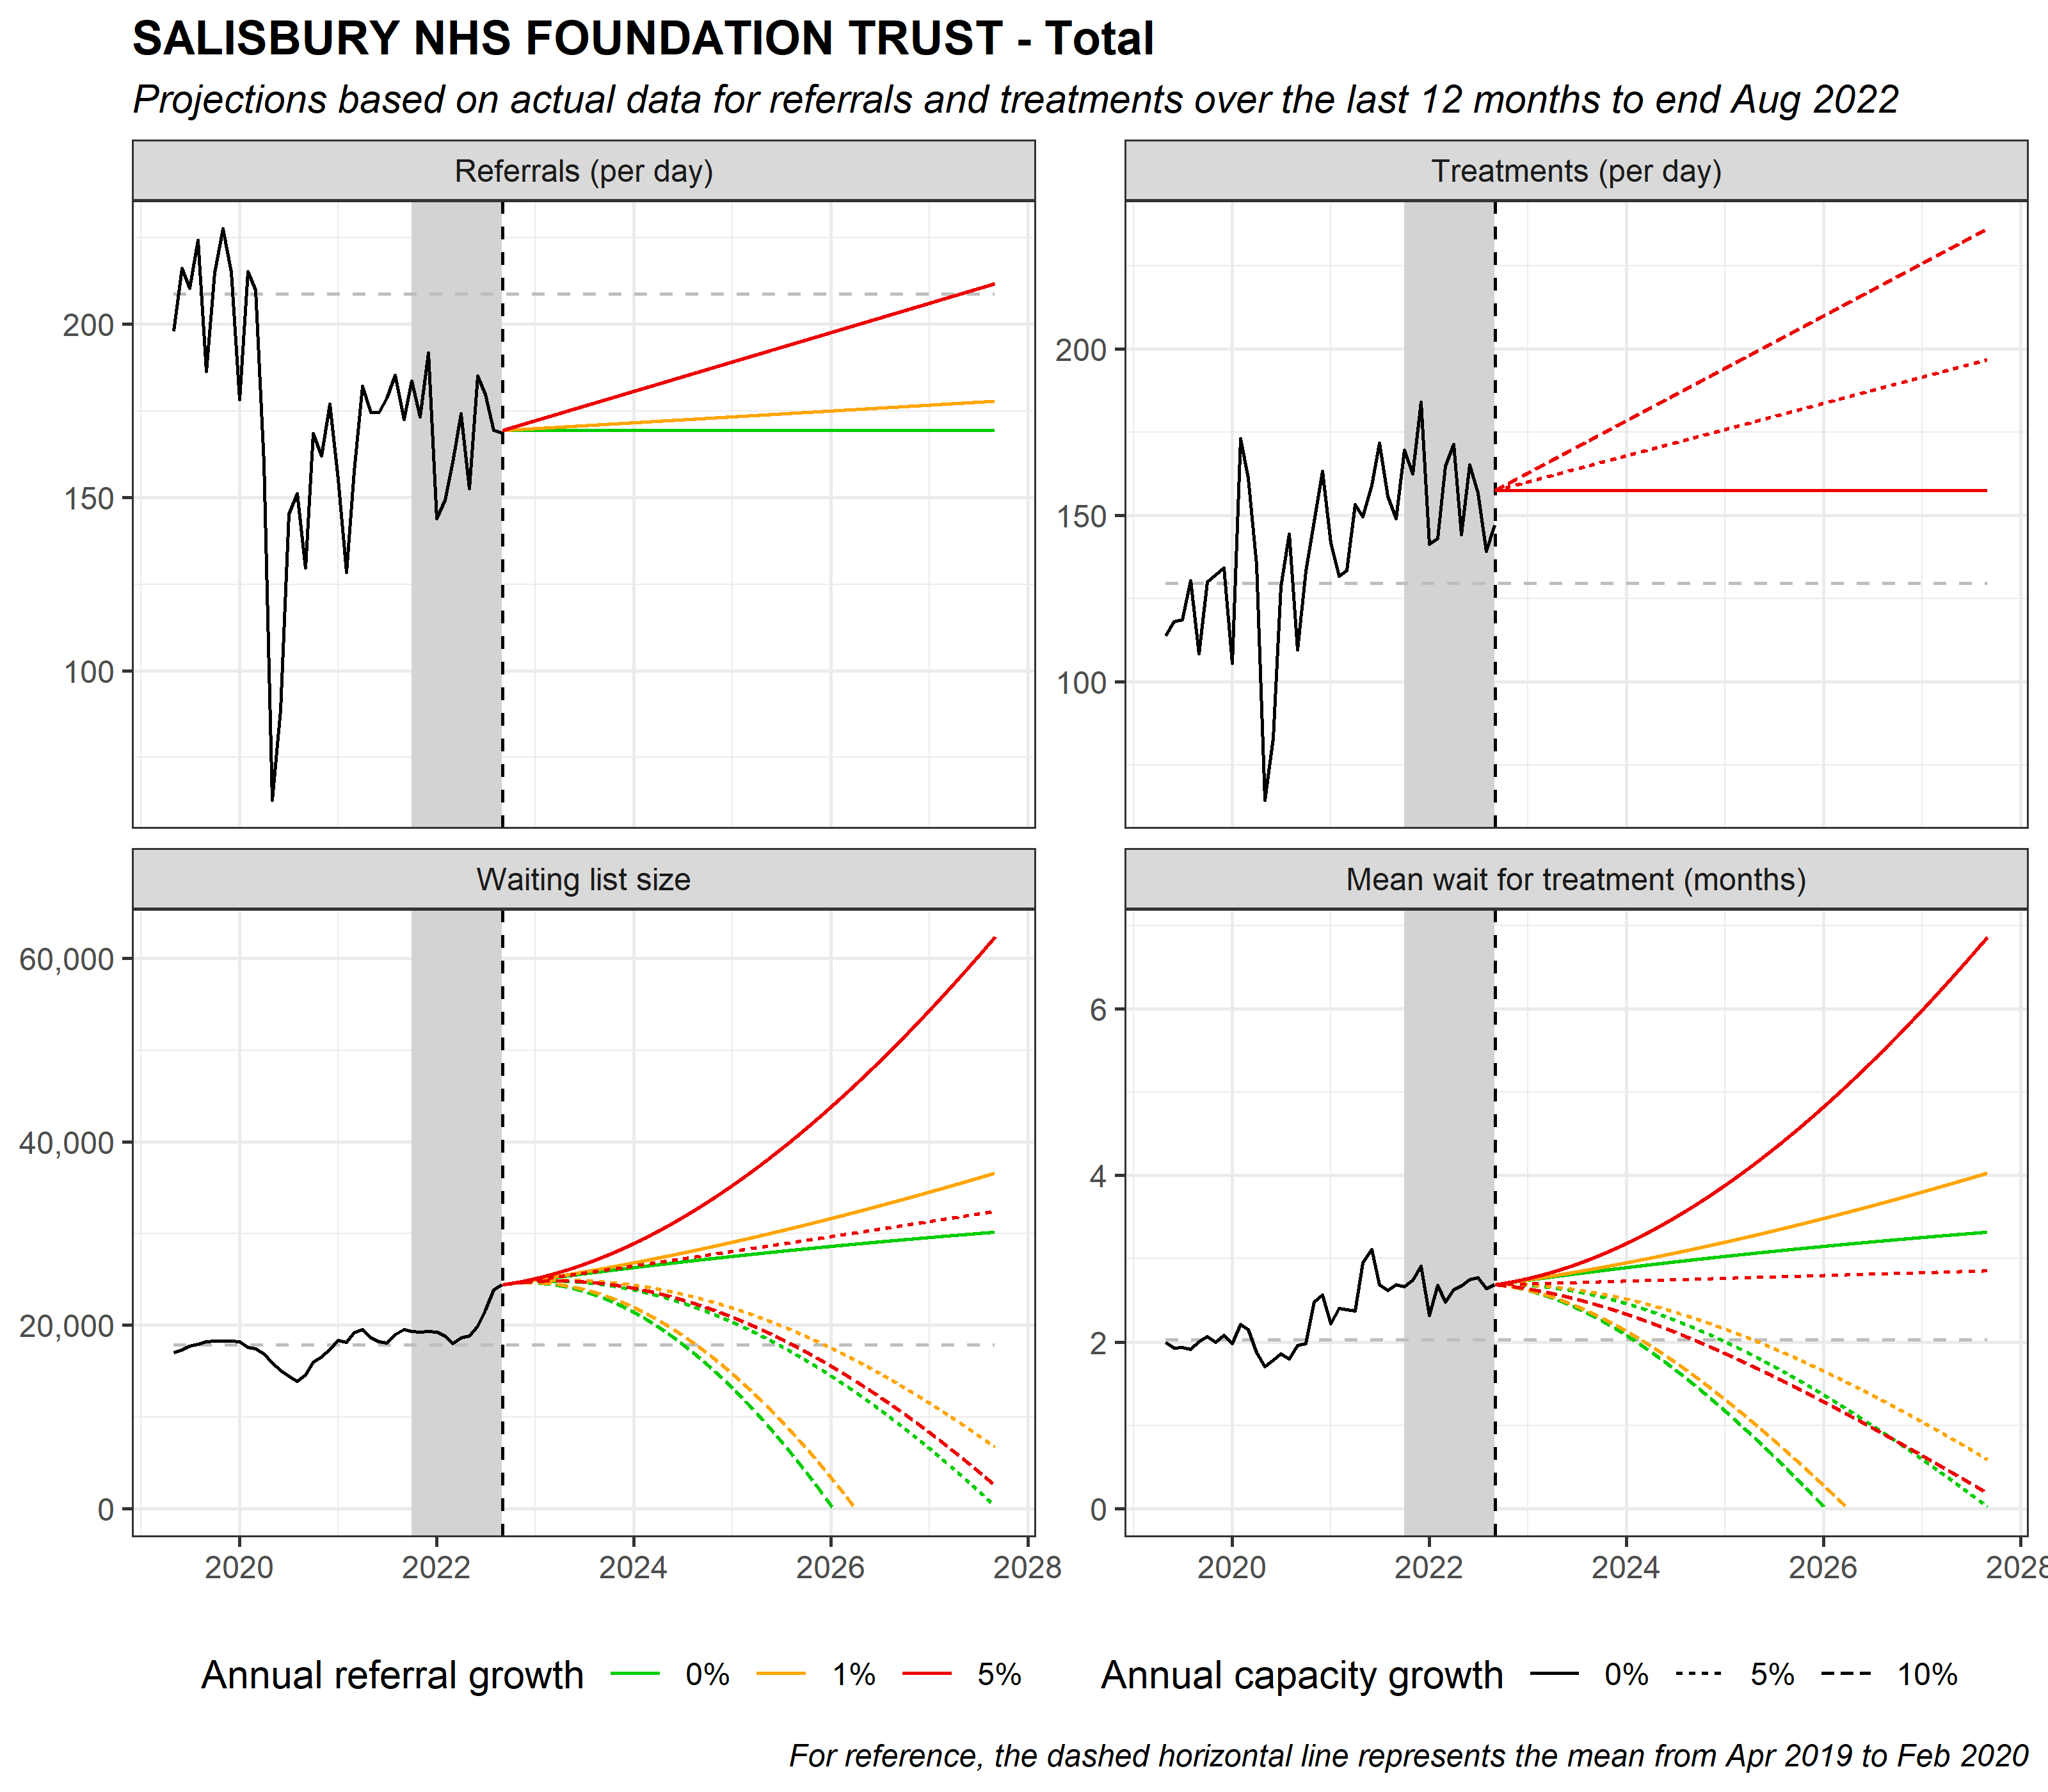 SALISBURY NHS FOUNDATION TRUST - Total
Projections based on actual data for referrals and treatments over the last 12 months to end Aug 2022
Referrals (per day)
200
150
100
Treatments (per day)
200
150
100
Waiting list size
60,000
40,000
20,000
0
2020 2022 2024 2026 2028
Mean wait for treatment (months)
6
4
2
0
2020 2022 2024 2026 2028
Annual referral growth 0% 1% 5%
Annual capacity growth 0% 5% 10%
For reference, the dashed horizontal line represents the mean from Apr 2019 to Feb 2020